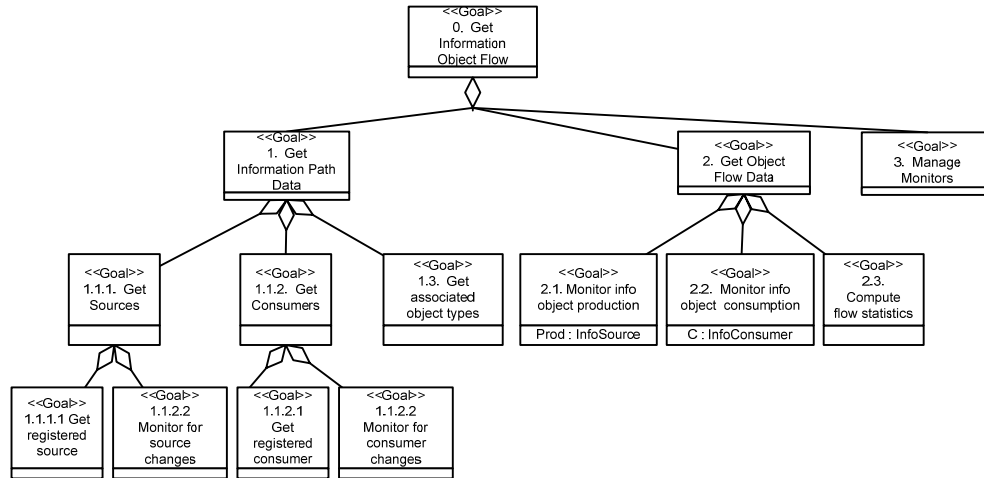 <<Goal>>
0. Get
Information
Object Flow
<<Goal>>
1. Get
Information Path
Data
<<Goal>>
2. Get Object
Flow Data
<<Goal>>
3. Manage
Monitors
<<Goal>>
1.1.1. Get
Sources
<<Goal>>
1.1.2. Get
Consumers
<<Goal>>
1.3. Get
associated
object types
<<Goal>>
2.1. Monitor info
object production
Prod : InfoSource
<<Goal>>
2.2. Monitor info
object consumption
C : InfoConsumer
<<Goal>>
2.3.
Compute
flow statistics
<<Goal>>
1.1.1.1 Get
registered
source
<<Goal>>
1.1.2.2
Monitor for
source
changes
<<Goal>>
1.1.2.1
Get
registered
consumer
<<Goal>>
1.1.2.2
Monitor for
consumer
changes